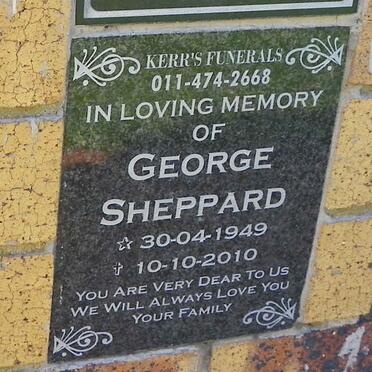 KERR'S FUNERALS
011-474-2668
IN LOVING MEMORY
OF
GEORGE
SHEPPARD
☆ 30-04-1949
† 10-10-2010
YOU ARE VERY DEAR TO US
WE WILL ALWAYS LOVE YOU
YOUR FAMILY